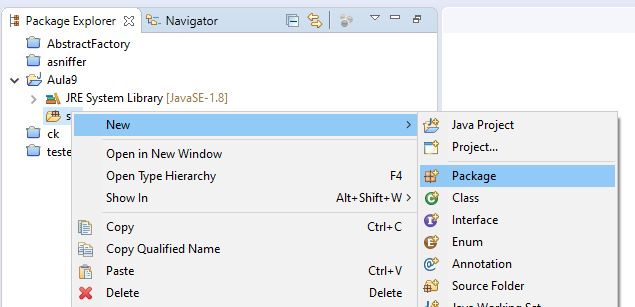 Package Explorer Navigator
AbstractFactory
asniffer
Aula9
JRE System Library [JavaSE-1.8]
s
ck
teste
New
Open in New Window
Open Type Hierarchy F4
Show In Alt+Shift+W
Copy Ctrl+C
Copy Qualified Name
Paste Ctrl+V
Delete Delete
Java Project
Project...
Package
Class
Interface
Enum
Annotation
Source Folder
Java Working Set